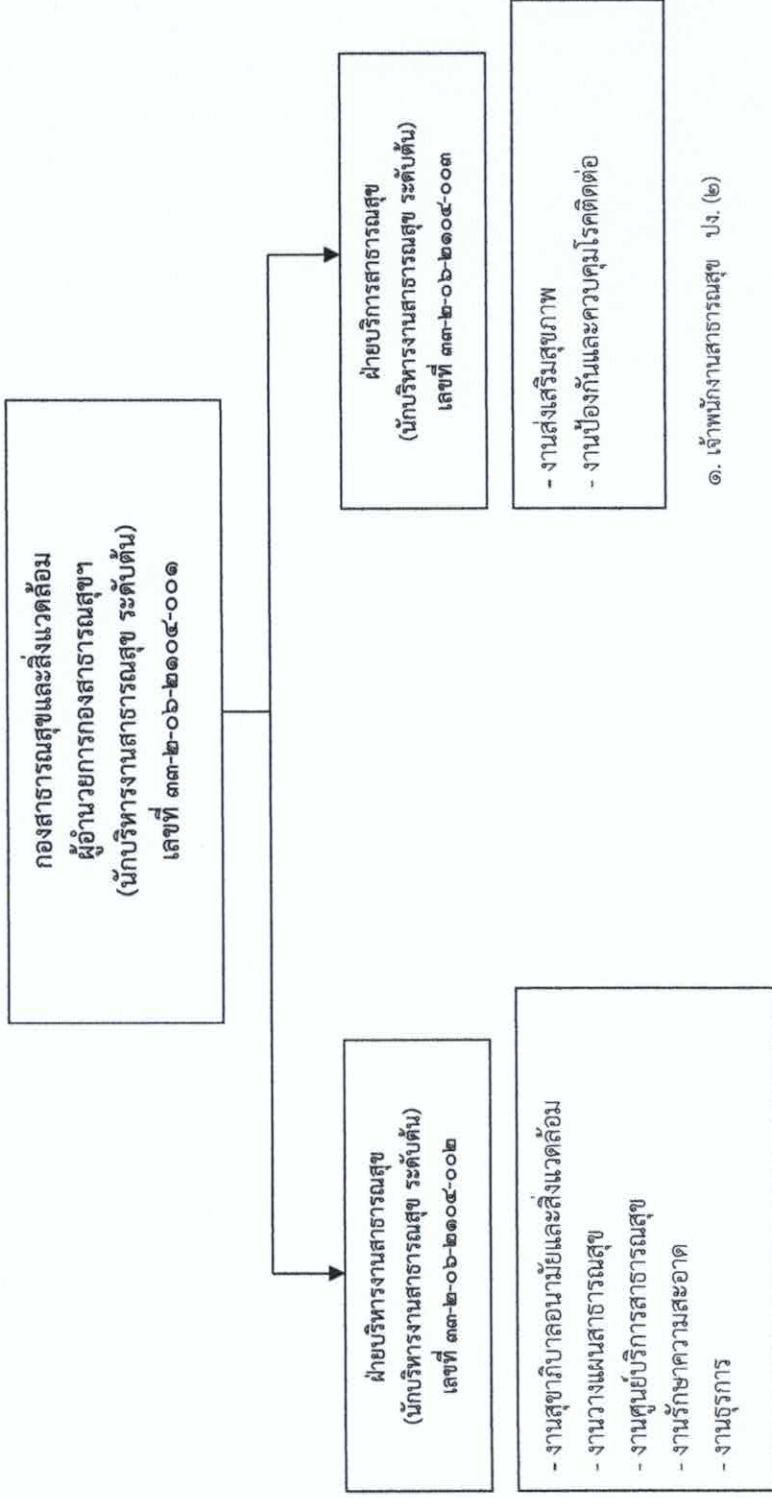 กองสาธารณสุขและสิ่งแวดล้อม
ผู้อำนวยการกองสาธารณสุขฯ
(นักบริหารงานสาธารณสุข ระดับต้น)
เลขที่ ๓๓-๒-๐๖-๒๑๐๔-๐๐๑
ฝ่ายบริหารงานสาธารณสุข
(นักบริหารงานสาธารณสุข ระดับต้น)
เลขที่ ๓๓-๒-๐๖-๒๑๐๔-๐๐๒
- งานสุขาภิบาลอนามัยและสิ่งแวดล้อม
- งานวางแผนสาธารณสุข
- งานศูนย์บริการสาธารณสุข
- งานรักษาความสะอาด
- งานธุรการ
ฝ่ายบริการสาธารณสุข
(นักบริหารงานสาธารณสุข ระดับต้น)
เลขที่ ๓๓-๒-๐๖-๒๑๐๔-๐๐๓
- งานส่งเสริมสุขภาพ
- งานป้องกันและควบคุมโรคติดต่อ
๑. เจ้าพนักงานสาธารณสุข ปง. (๒)